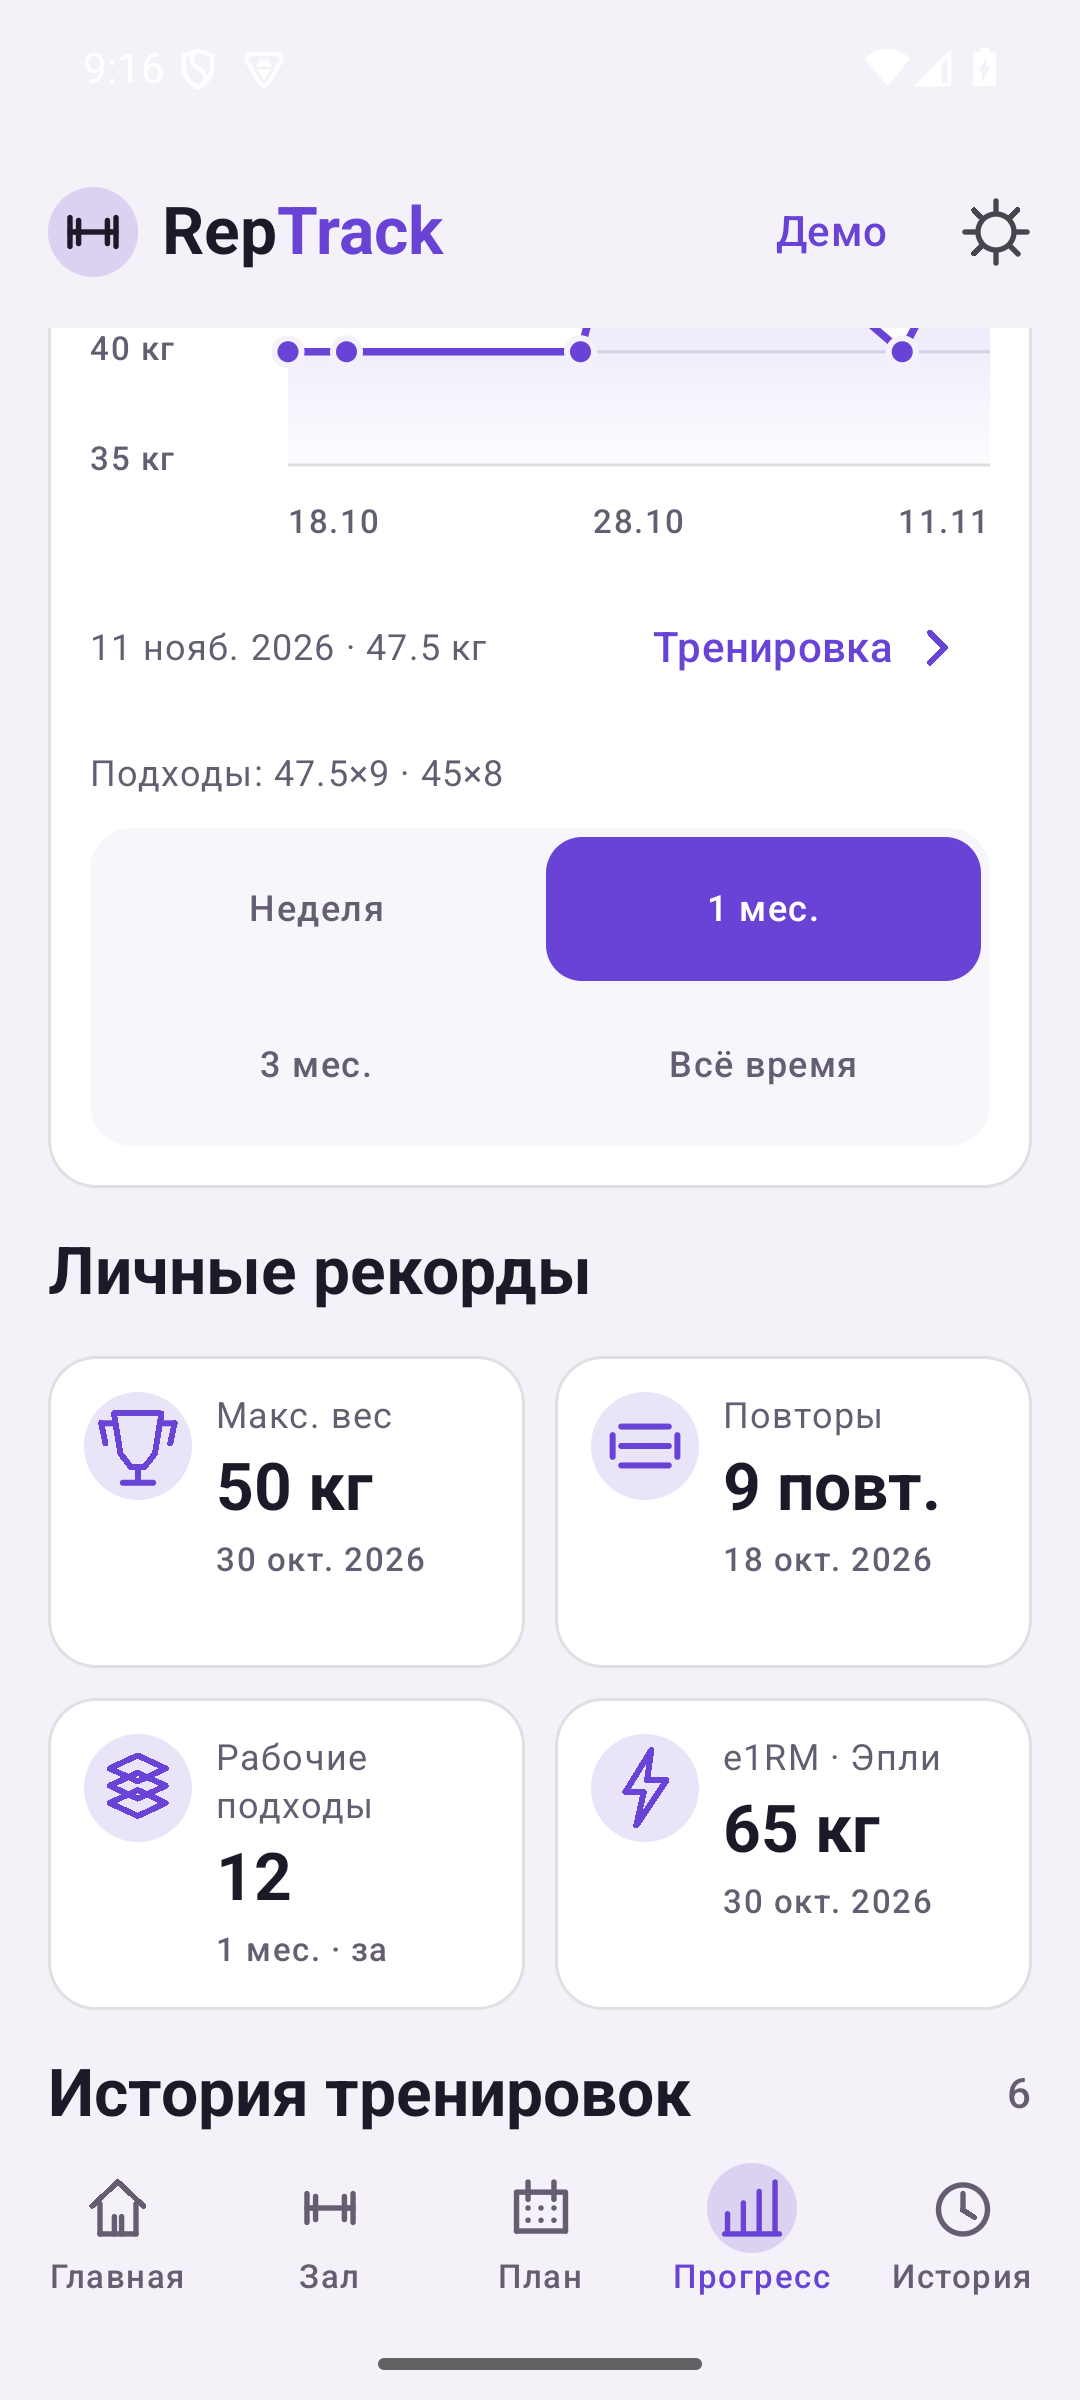 9:16
RepTrack
Демо
40 кг
35 кг
18.10 28.10 11.11
11 нояб. 2026 · 47.5 кг
Тренировка
Подходы: 47.5×9 · 45×8
Неделя
1 мес.
3 мес.
Всё время
Личные рекорды
Макс. вес
50 кг
30 окт. 2026
Повторы
9 повт.
18 окт. 2026
Рабочие
подходы
12
1 мес. · за
e1RM · Эпли
65 кг
30 окт. 2026
История тренировок
6
Главная
Зал
План
Прогресс
История